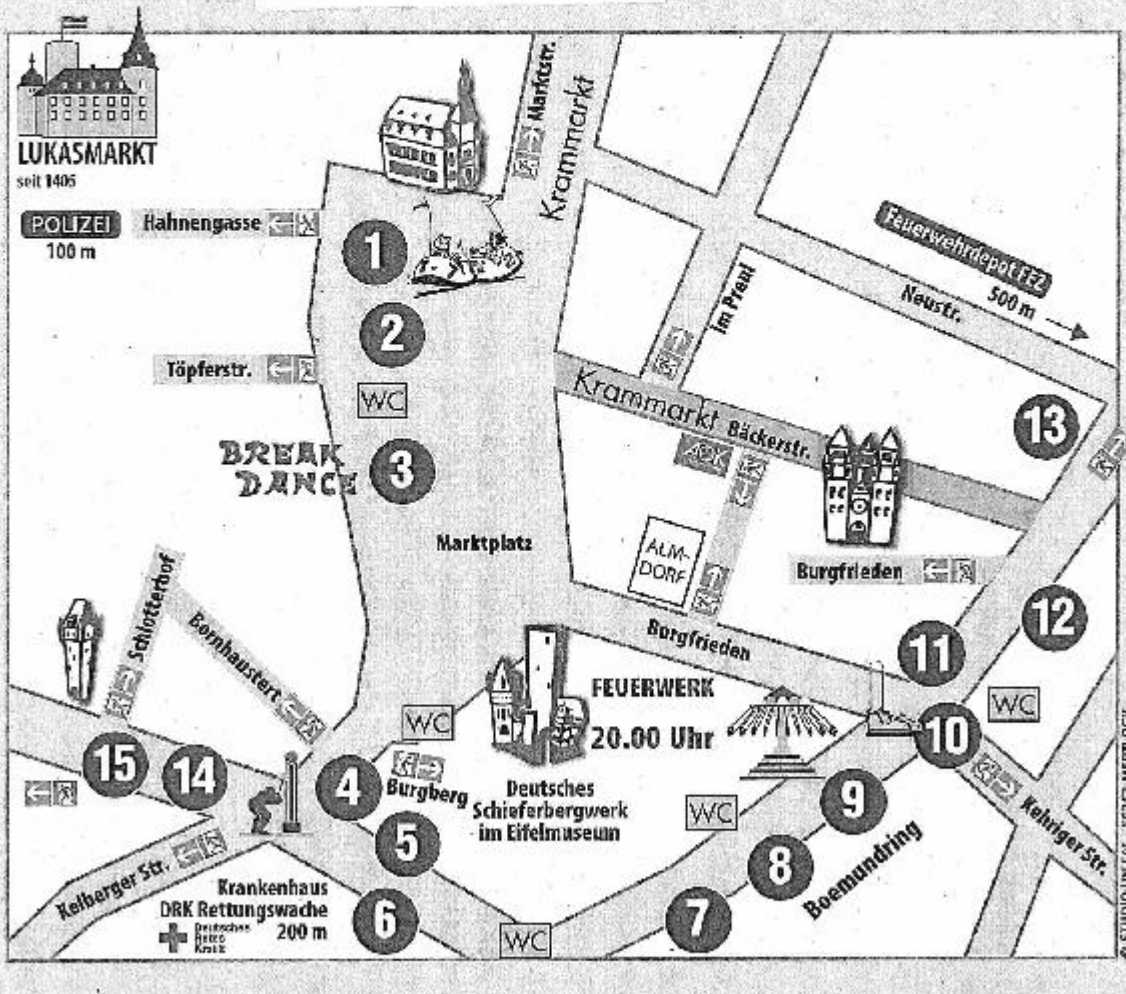 LUKASMARKT
seit 1405
POLIZEI
100 m
Hahnengasse
Marktstr.
Krammarkt
1
2
Töpferstr.
WC
BREAK
DANCE
3
Marktplatz
Feuerwehrdepot FEZ
500 m
Neustr.
Im Preul
Krammarkt
Bäckerstr.
13
ALM-
DORF
Burgfrieden
Burgfrieden
12
11
10
WC
Schlotterhof
Bornhaustert
15
14
4
WC
Burgberg
5
6
FEUERWERK
20.00 Uhr
Deutsches
Schieferbergwerk
im Eifelmuseum
WC
9
8
7
Boemundring
Kehriger Str.
Kelberger Str.
Krankenhaus
DRK Rettungswache
200 m
Deutsches
Rotes
Kreuz
WC